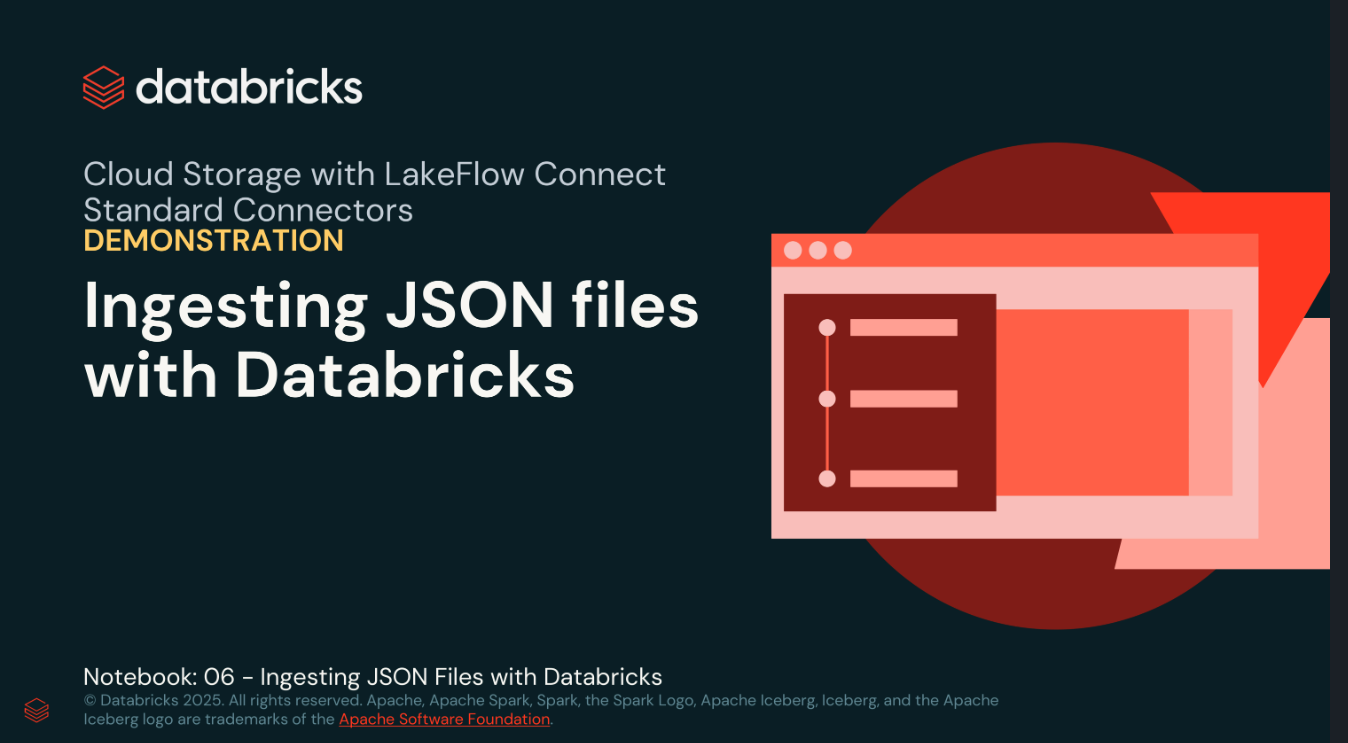 databricks
Cloud Storage with LakeFlow Connect
Standard Connectors
DEMONSTRATION
Ingesting JSON files
with Databricks
Notebook: 06 - Ingesting JSON Files with Databricks
© Databricks 2025. All rights reserved. Apache, Apache Spark, Spark, the Spark Logo, Apache Iceberg, Iceberg, and the Apache
Iceberg logo are trademarks of the Apache Software Foundation.